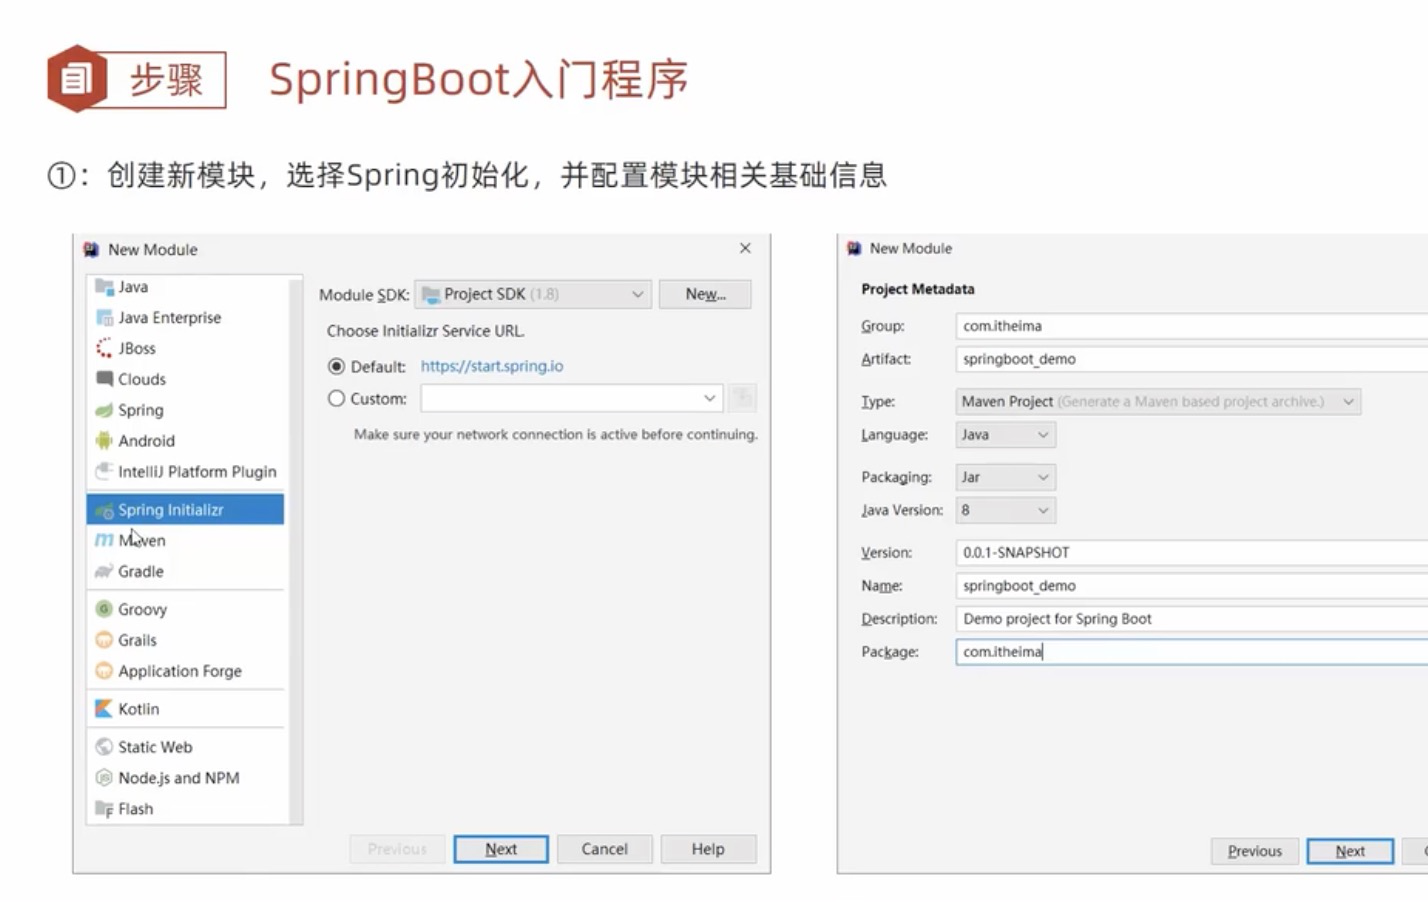 步骤
SpringBoot入门程序
①：创建新模块，选择Spring初始化，并配置模块相关基础信息
New Module
Java
Java Enterprise
JBoss
Clouds
Spring
Android
IntelliJ Platform Plugin
Spring Initializr
Maven
Gradle
Groovy
Grails
Application Forge
Kotlin
Static Web
Node.js and NPM
Flash
Module SDK: Project SDK (1.8) New...
Choose Initializr Service URL.
Default: https://start.spring.io
Custom:
Make sure your network connection is active before continuing.
Previous Next Cancel Help
New Module
Project Metadata
Group: com.itheima
Artifact: springboot_demo
Type: Maven Project (Generate a Maven based project archive.)
Language: Java
Packaging: Jar
Java Version: 8
Version: 0.0.1-SNAPSHOT
Name: springboot_demo
Description: Demo project for Spring Boot
Package: com.itheima
Previous Next